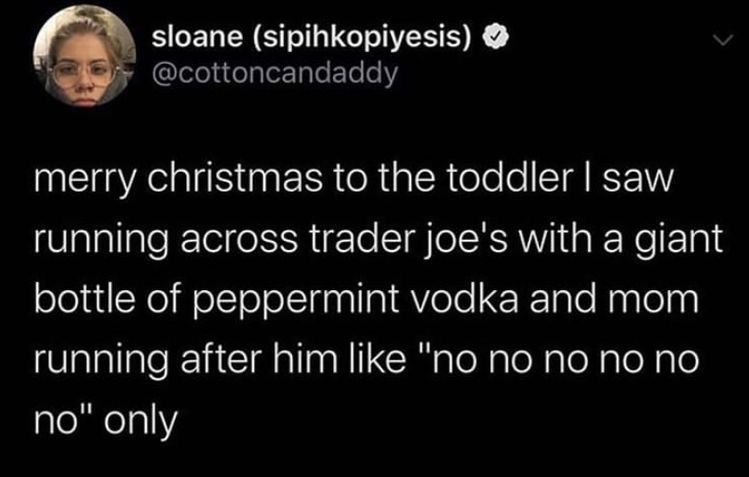 sloane (sipihkopiyesis)
@cottoncandaddy
merry christmas to the toddler I saw
running across trader joe's with a giant
bottle of peppermint vodka and mom
running after him like "no no no no no
no" only